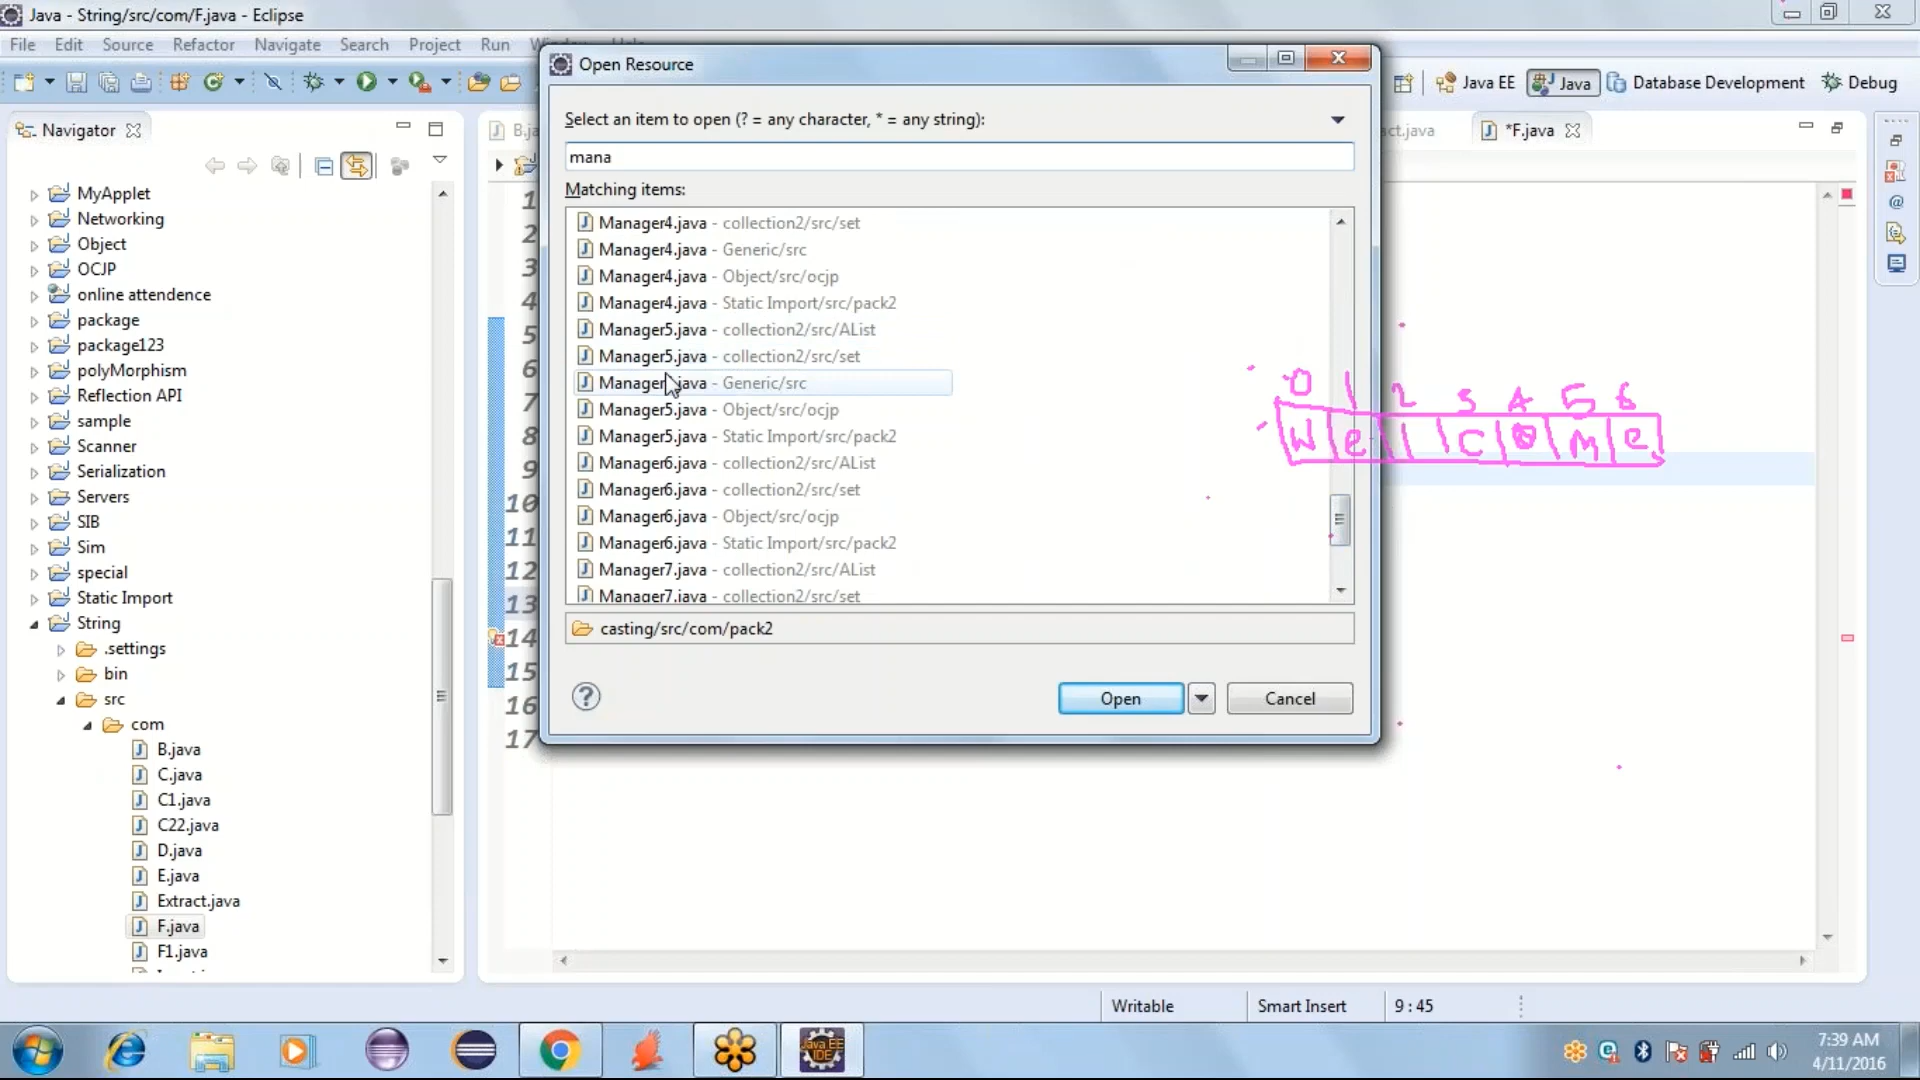 Java - String/src/com/F.java - Eclipse
File Edit Source Refactor Navigate Search Project Run
Java EE Java Database Development Debug
Navigator
*F.java
MyApplet
Networking
Object
OCJP
online attendence
package
package123
polyMorphism
Reflection API
sample
Scanner
Serialization
Servers
SIB
Sim
special
Static Import
String
.settings
bin
src
com
B.java
C.java
C1.java
C22.java
D.java
E.java
Extract.java
F.java
F1.java
1
2
3
4
5
6
7
8
9
10
11
12
13
14
15
16
17
Open Resource
Select an item to open (? = any character, * = any string):
mana
Matching items:
Manager4.java - collection2/src/set
Manager4.java - Generic/src
Manager4.java - Object/src/ocjp
Manager4.java - Static Import/src/pack2
Manager5.java - collection2/src/AList
Manager5.java - collection2/src/set
Manager5.java - Generic/src
Manager5.java - Object/src/ocjp
Manager5.java - Static Import/src/pack2
Manager6.java - collection2/src/AList
Manager6.java - collection2/src/set
Manager6.java - Object/src/ocjp
Manager6.java - Static Import/src/pack2
Manager7.java - collection2/src/AList
Manager7.java - collection2/src/set
casting/src/com/pack2
Open Cancel
0 1 2 3 4 5 6
W e l c o m e
Writable Smart Insert 9 : 45
Java EE
IDE
7:39 AM
4/11/2016